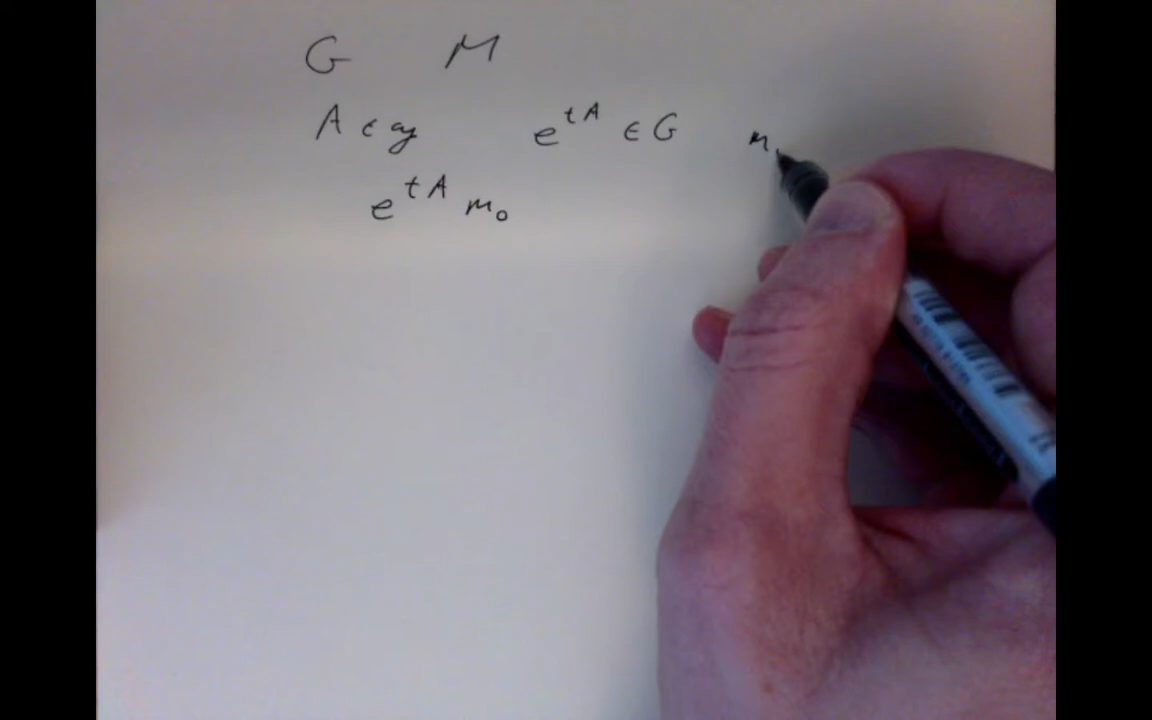 G M
A ∈ 𝔤 e^{tA} ∈ G m
e^{tA} m₀